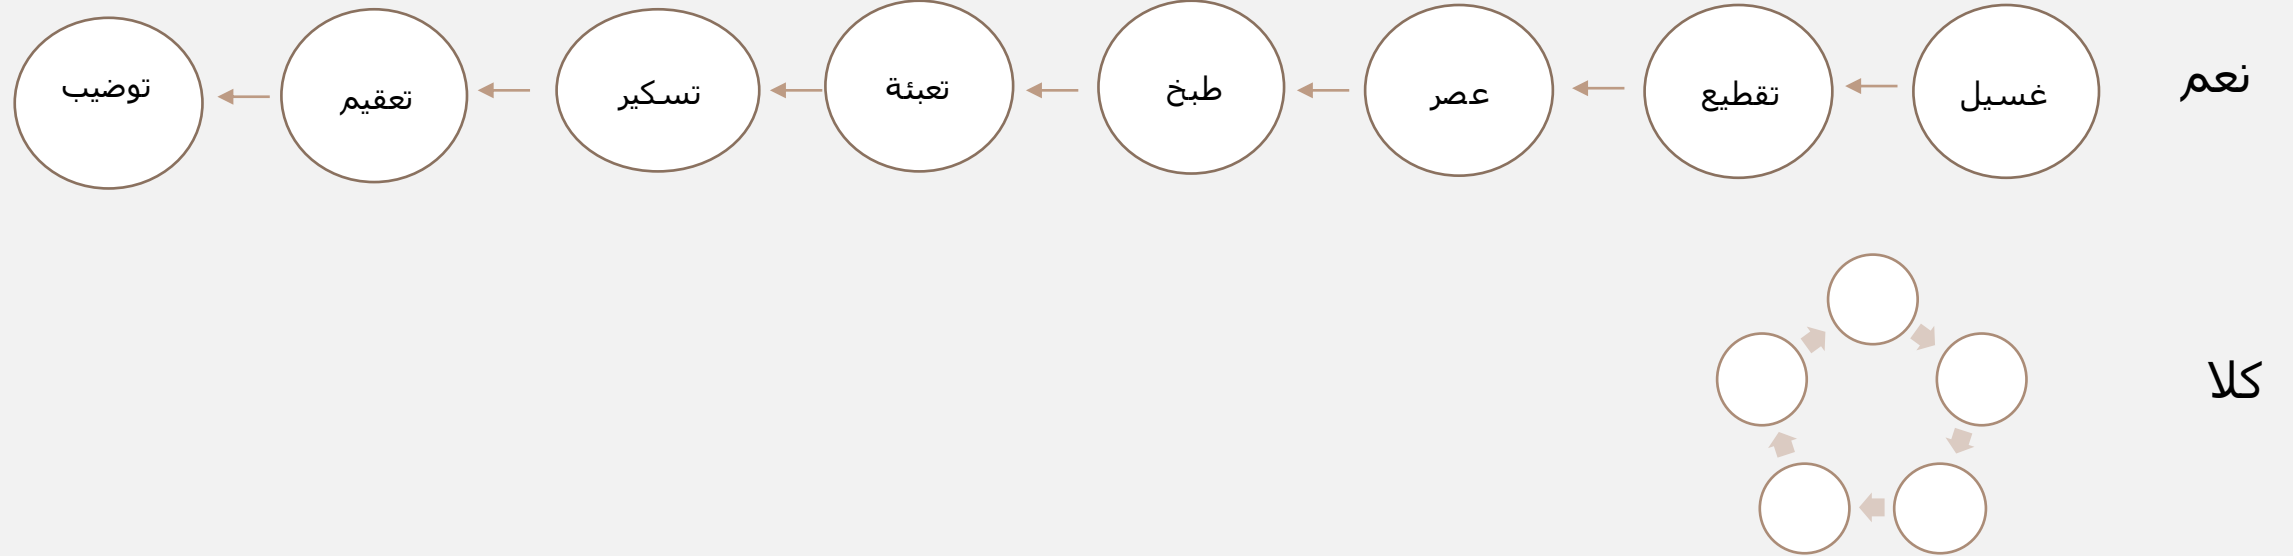 نعم
غسيل
تقطيع
عصر
طبخ
تعبئة
تسكير
تعقيم
توضيب
كلا